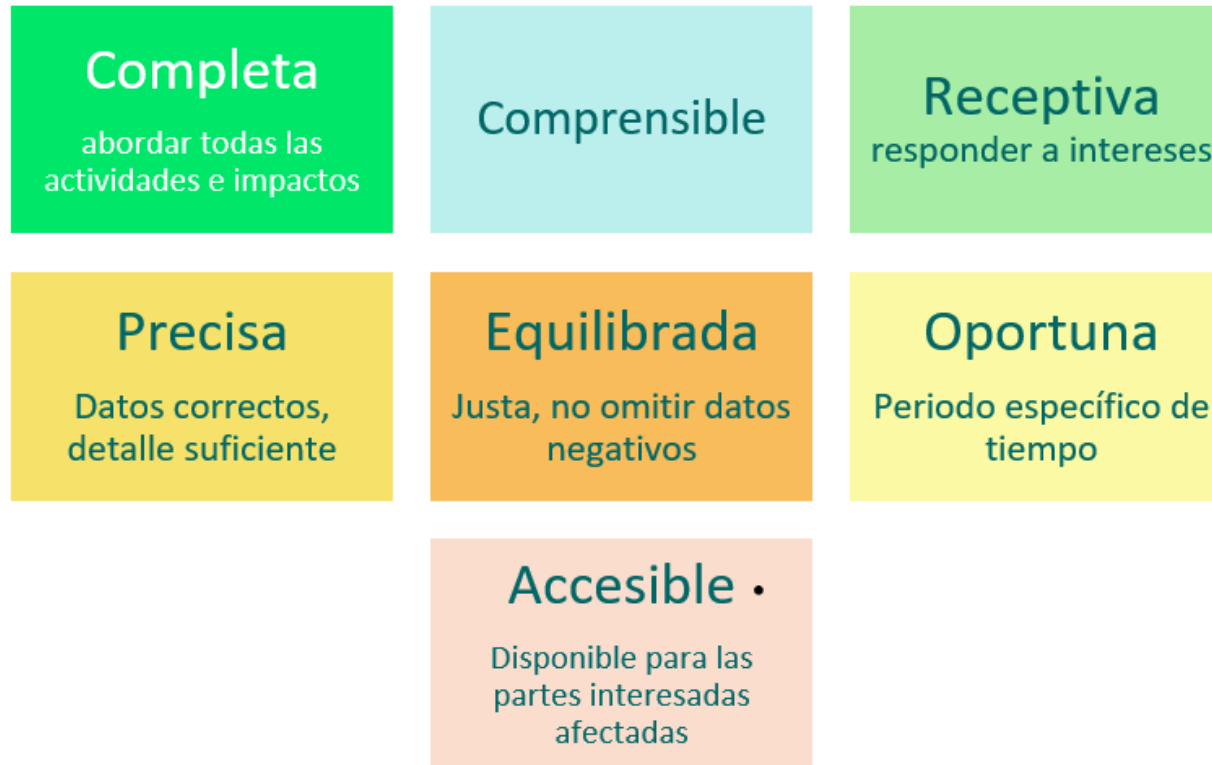 Completa
abordar todas las
actividades e impactos
Comprensible
Receptiva
responder a intereses
Precisa
Datos correctos,
detalle suficiente
Equilibrada
Justa, no omitir datos
negativos
Oportuna
Periodo específico de
tiempo
Accesible
Disponible para las
partes interesadas
afectadas